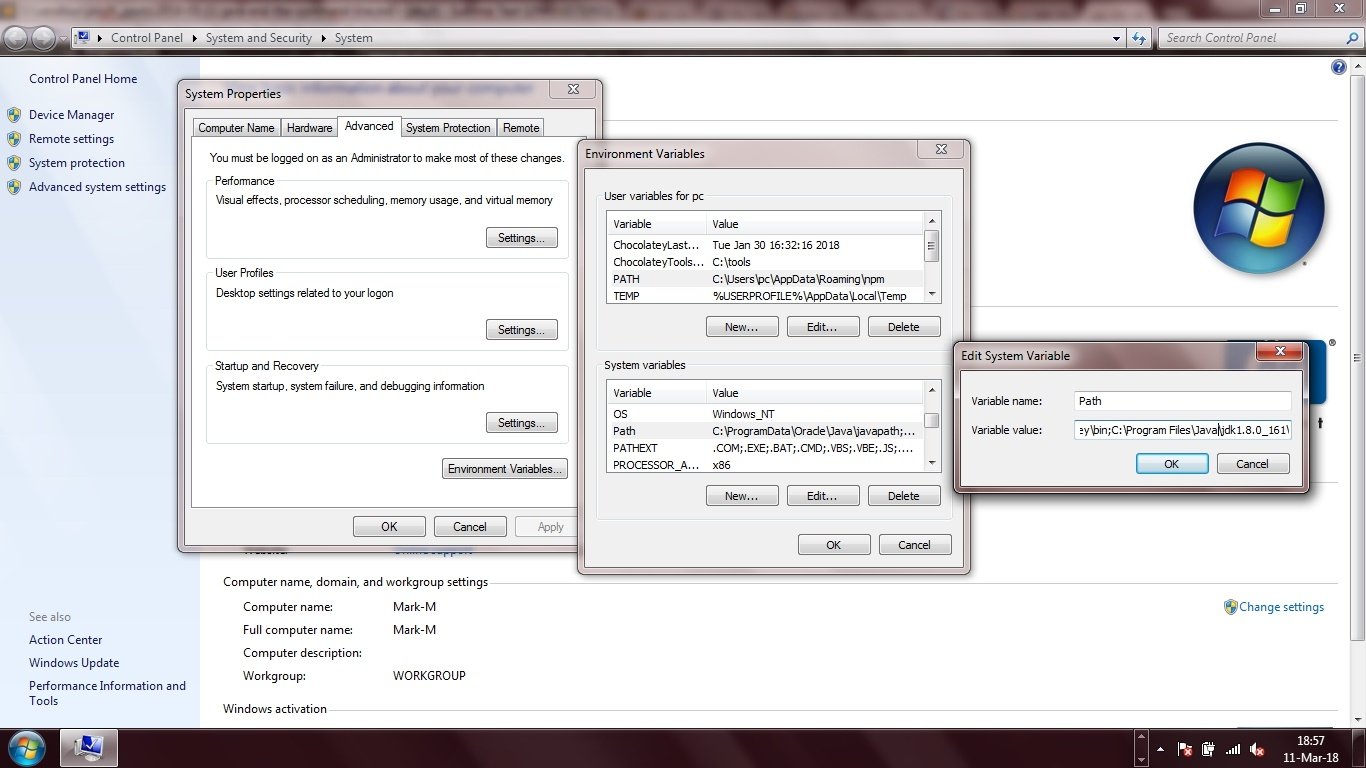 Control Panel ▸ System and Security ▸ System
Search Control Panel
Control Panel Home
Device Manager
Remote settings
System protection
Advanced system settings
System Properties
Computer Name Hardware Advanced System Protection Remote
You must be logged on as an Administrator to make most of these changes.
Performance
Visual effects, processor scheduling, memory usage, and virtual memory
Settings...
User Profiles
Desktop settings related to your logon
Settings...
Startup and Recovery
System startup, system failure, and debugging information
Settings...
Environment Variables...
OK Cancel Apply
Environment Variables
User variables for pc
Variable Value
ChocolateyLast... Tue Jan 30 16:32:16 2018
ChocolateyTools... C:\tools
PATH C:\Users\pc\AppData\Roaming\npm
TEMP %USERPROFILE%\AppData\Local\Temp
New... Edit... Delete
System variables
Variable Value
OS Windows_NT
Path C:\ProgramData\Oracle\Java\javapath;...
PATHEXT .COM;.EXE;.BAT;.CMD;.VBS;.VBE;.JS;....
PROCESSOR_A... x86
New... Edit... Delete
OK Cancel
Edit System Variable
Variable name: Path
Variable value: ey\bin;C:\Program Files\Java\jdk1.8.0_161\
OK Cancel
Computer name, domain, and workgroup settings
Computer name: Mark-M
Change settings
Full computer name: Mark-M
Computer description:
Workgroup: WORKGROUP
Windows activation
See also
Action Center
Windows Update
Performance Information and
Tools
18:57
11-Mar-18